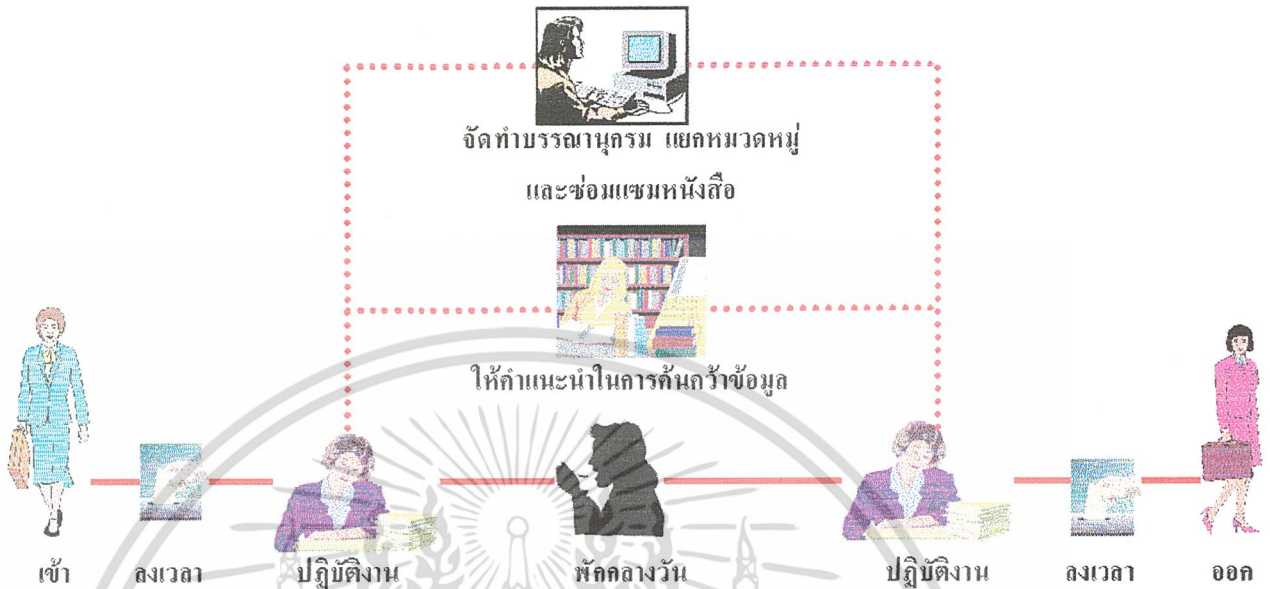 จัดทำบรรณานุกรม แยกหมวดหมู่
และซ่อมแซมหนังสือ
ให้คำแนะนำในการค้นคว้าข้อมูล
เข้า ลงเวลา ปฏิบัติงาน พักกลางวัน ปฏิบัติงาน ลงเวลา ออก